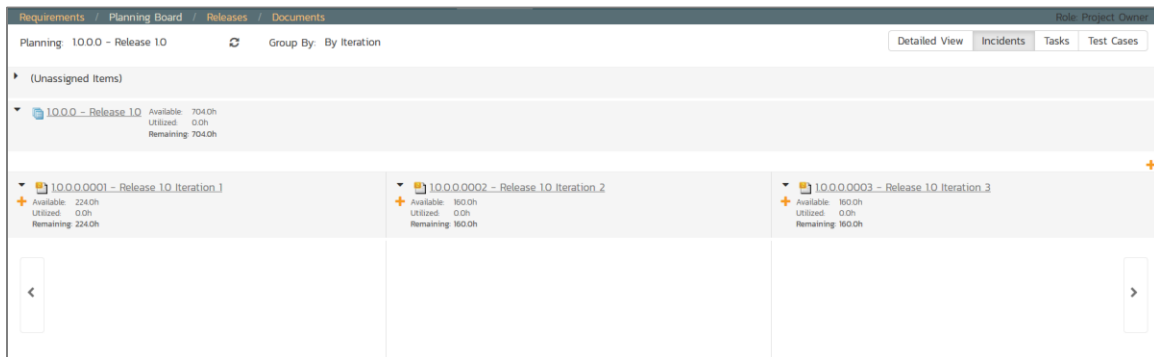 Requirements / Planning Board / Releases / Documents Role: Project Owner
Planning: 1.0.0.0 - Release 1.0 Group By: By Iteration Detailed View Incidents Tasks Test Cases
(Unassigned Items)
1.0.0.0 - Release 1.0 Available: 704.0h
Utilized: 0.0h
Remaining: 704.0h
1.0.0.0.0001 - Release 1.0 Iteration 1
Available: 224.0h
Utilized: 0.0h
Remaining: 224.0h
1.0.0.0.0002 - Release 1.0 Iteration 2
Available: 160.0h
Utilized: 0.0h
Remaining: 160.0h
1.0.0.0.0003 - Release 1.0 Iteration 3
Available: 160.0h
Utilized: 0.0h
Remaining: 160.0h